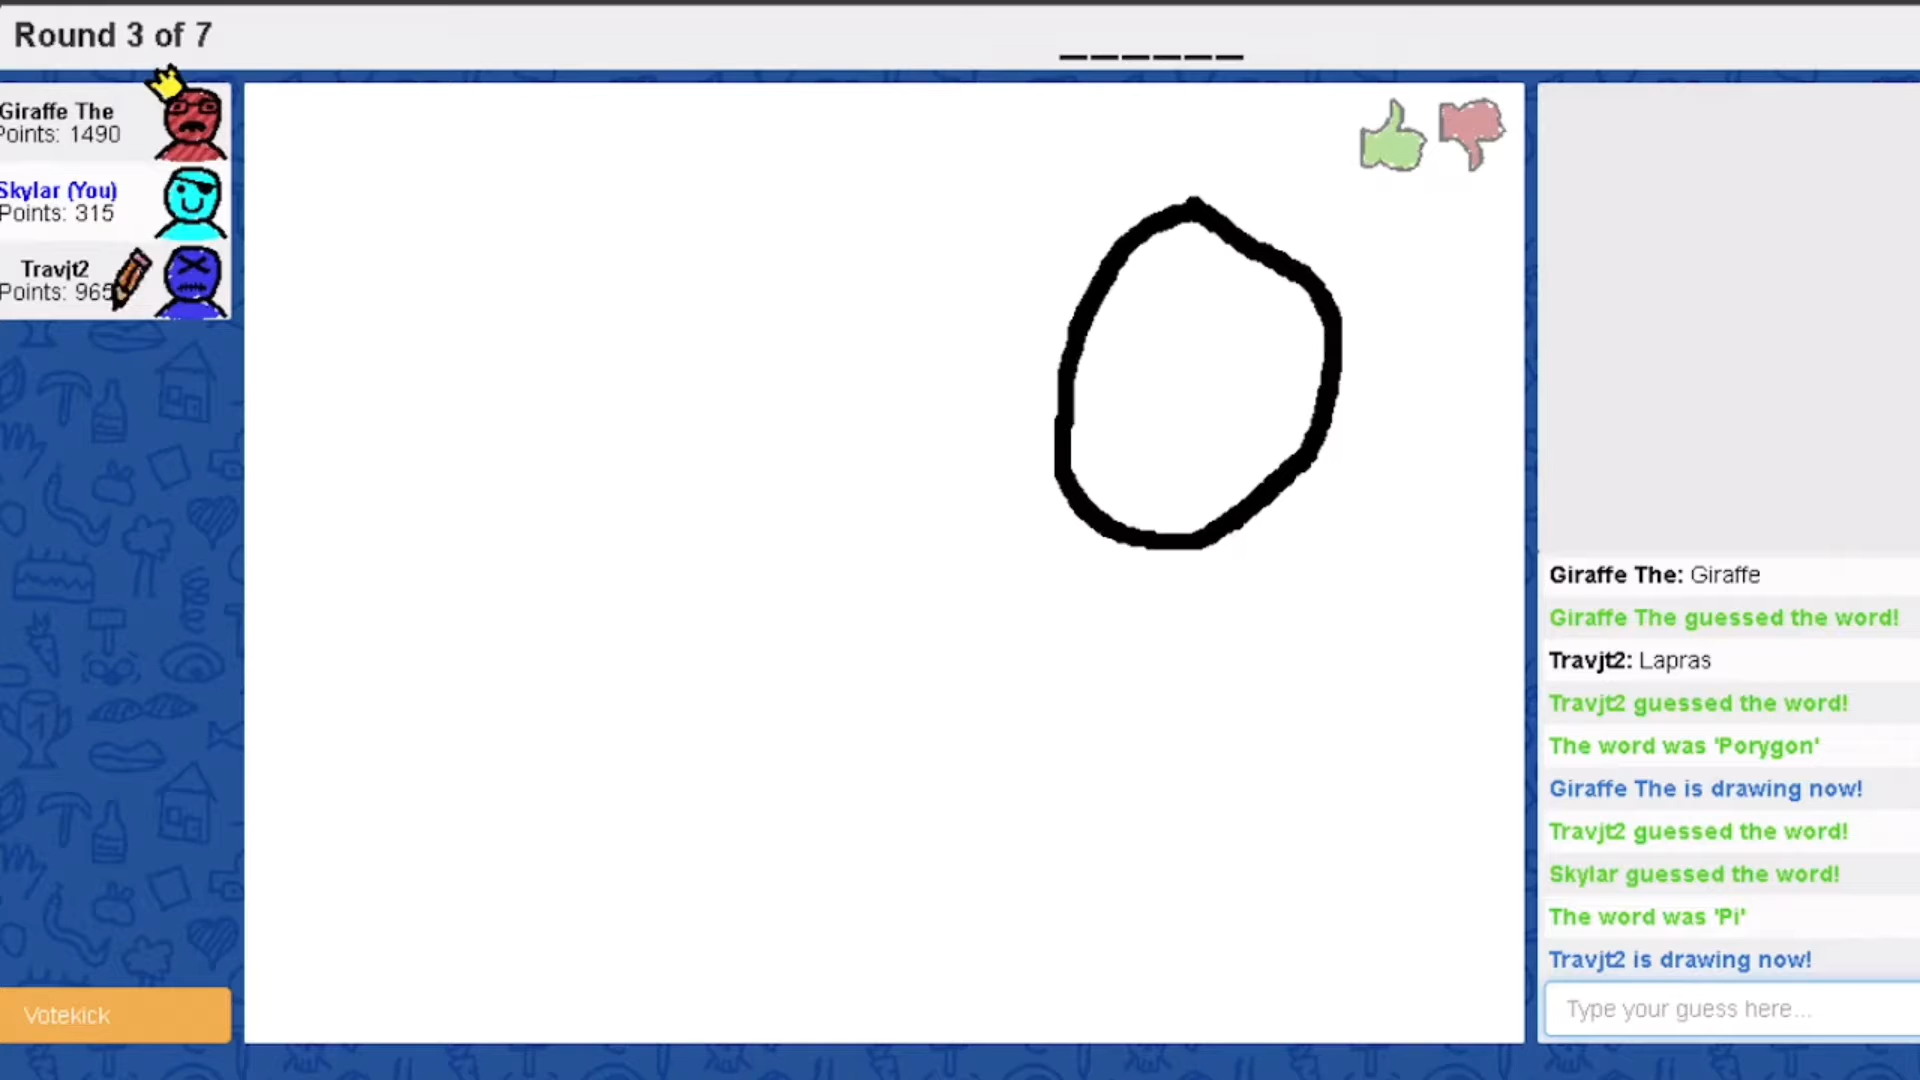 Round 3 of 7
______
Giraffe The
Points: 1490
Skylar (You)
Points: 315
Travjt2
Points: 965
Votekick
Giraffe The: Giraffe
Giraffe The guessed the word!
Travjt2: Lapras
Travjt2 guessed the word!
The word was 'Porygon'
Giraffe The is drawing now!
Travjt2 guessed the word!
Skylar guessed the word!
The word was 'Pi'
Travjt2 is drawing now!
Type your guess here...